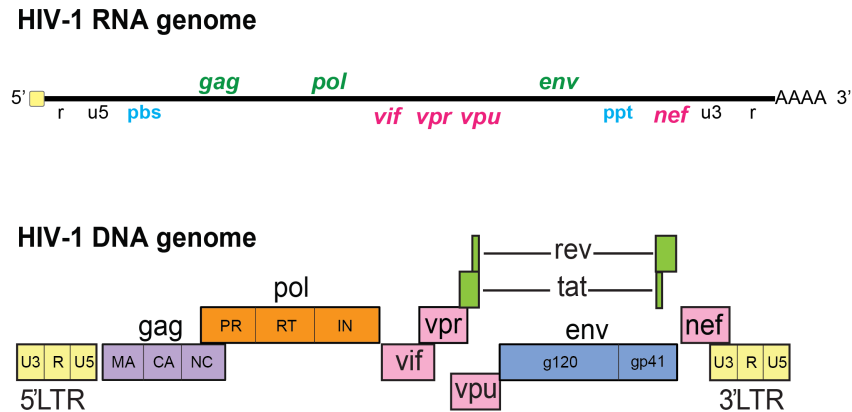 HIV-1 RNA genome
gag pol env
5' AAAA 3'
r u5 pbs vif vpr vpu ppt nef u3 r
HIV-1 DNA genome
rev
tat
pol
PR RT IN
gag vpr env nef
U3 R U5 MA CA NC vif g120 gp41 U3 R U5
vpu
5'LTR 3'LTR